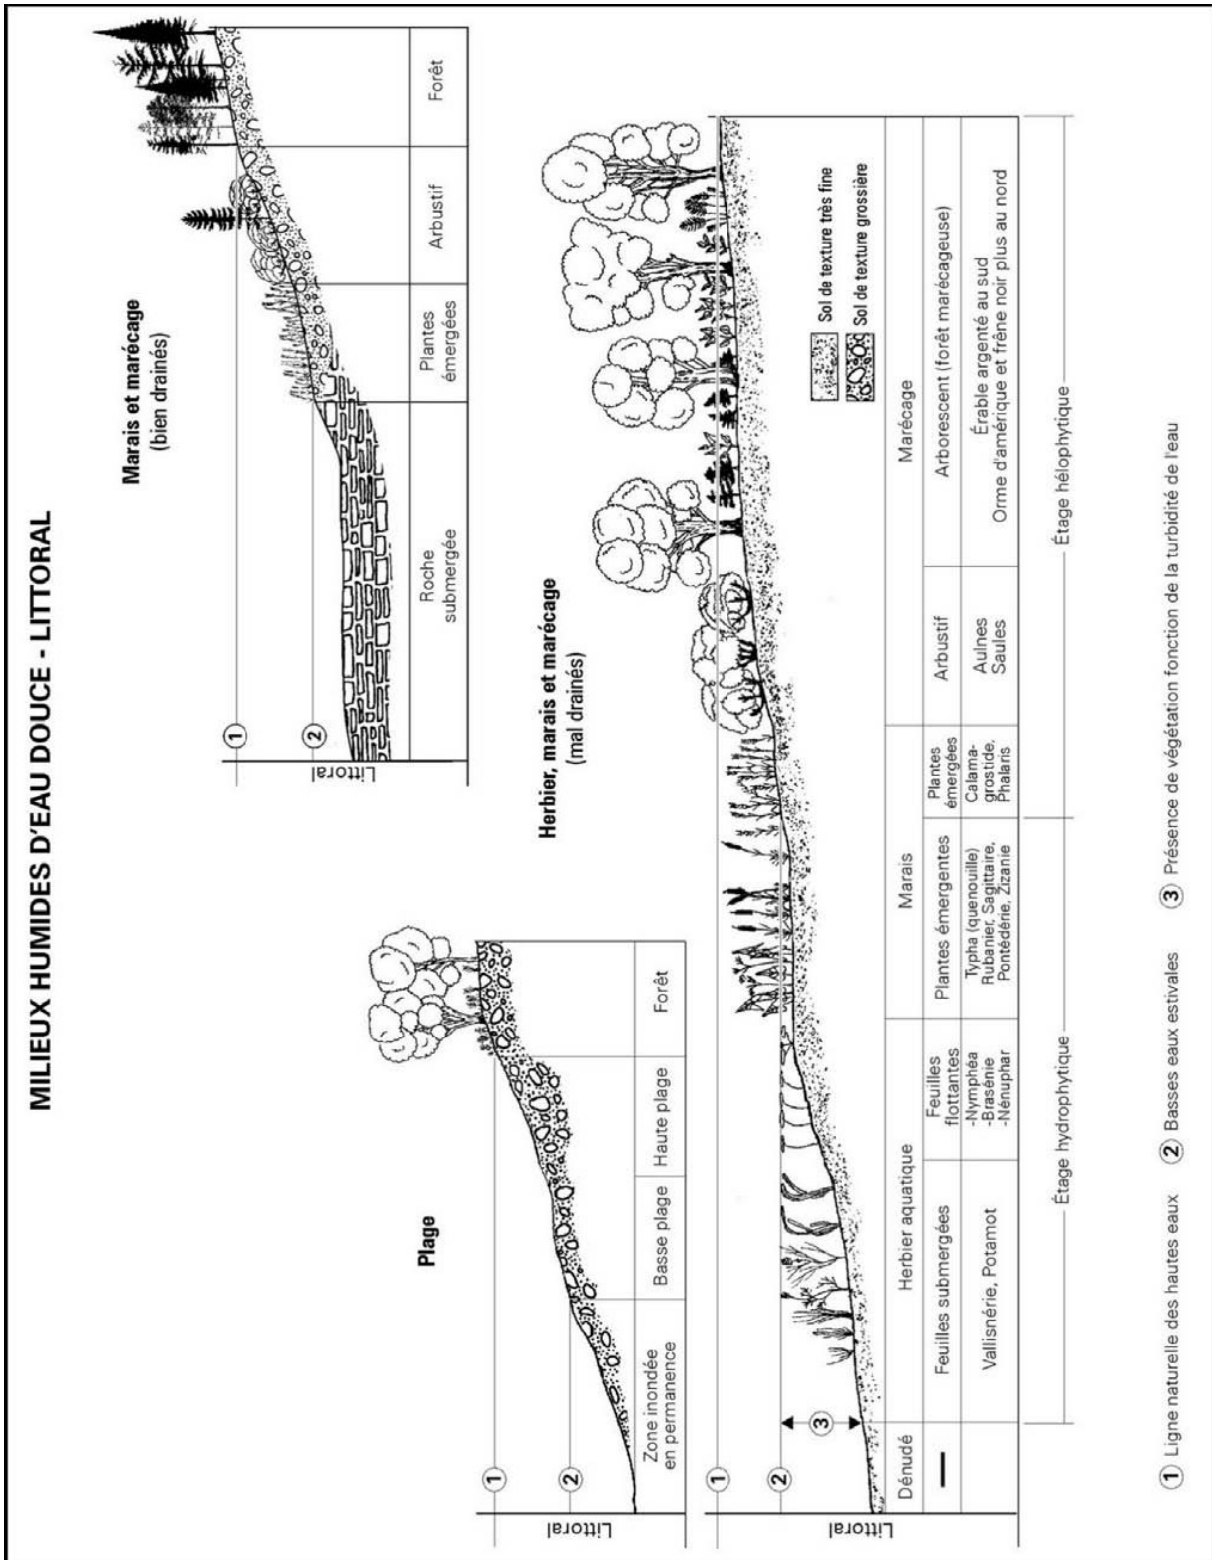 MILIEUX HUMIDES D'EAU DOUCE - LITTORAL
Marais et marécage
(bien drainés)
1
2
Littoral
Roche
submergée
Plantes
émergées
Arbustif
Forêt
Plage
1
2
Littoral
Zone inondée
en permanence
Basse plage
Haute plage
Forêt
Herbier, marais et marécage
(mal drainés)
1
2
3
Littoral
Sol de texture très fine
Sol de texture grossière
Dénudé
Herbier aquatique
Marais
Marécage
Feuilles submergées
Feuilles
flottantes
Plantes émergentes
Plantes
émergées
Arbustif
Arborescent (forêt marécageuse)
Vallisnérie, Potamot
-Nymphéa
-Brasénie
-Nénuphar
Typha (quenouille)
Rubanier, Sagittaire,
Pontédérie, Zizanie
Calama-
grostide,
Phalaris
Aulnes
Saules
Érable argenté au sud
Orme d'amérique et frêne noir plus au nord
Étage hydrophytique
Étage hélophytique
1 Ligne naturelle des hautes eaux
2 Basses eaux estivales
3 Présence de végétation fonction de la turbidité de l'eau